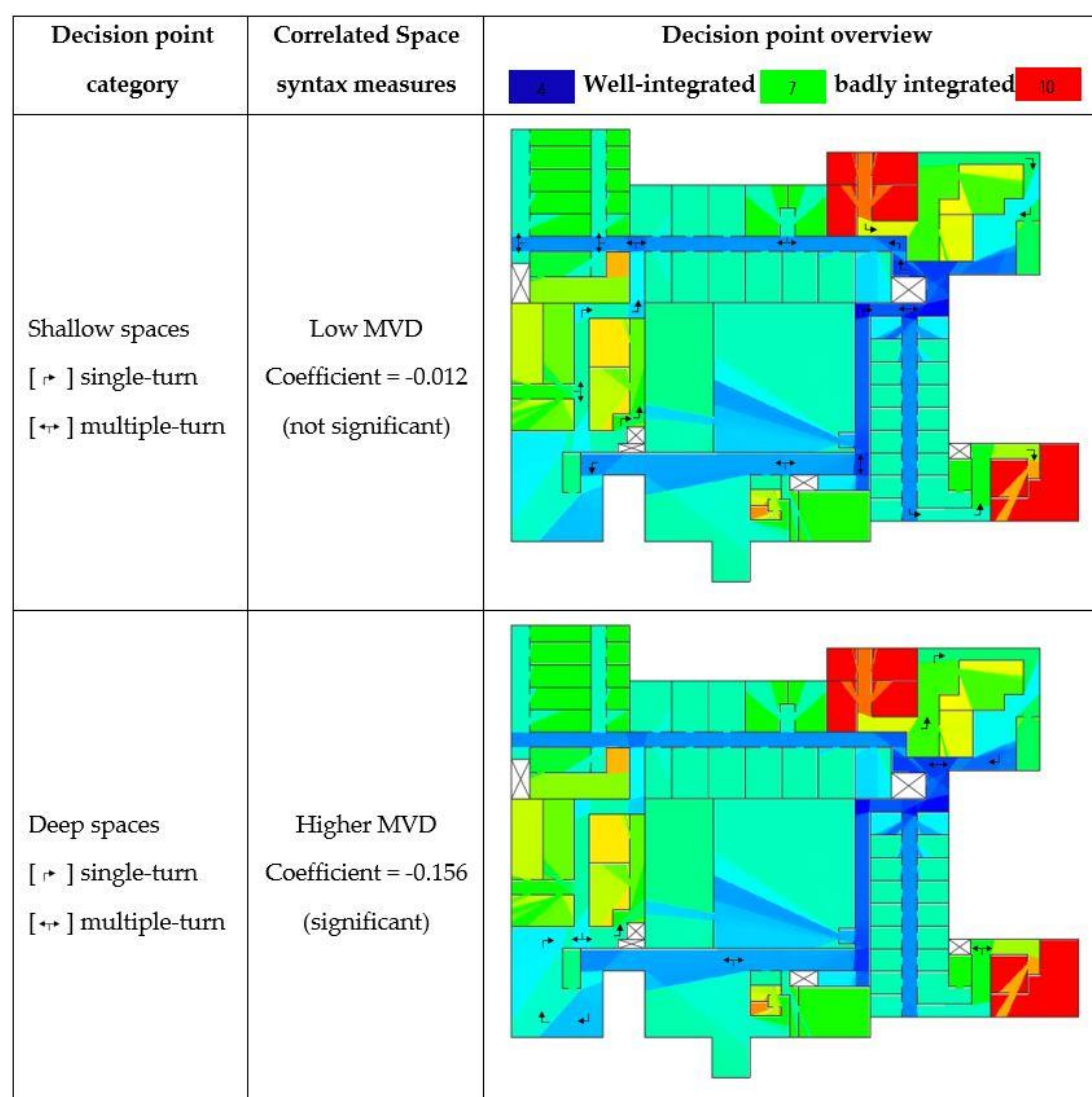 Decision point
category
Correlated Space
syntax measures
Decision point overview
4 Well-integrated 7 badly integrated 10
Shallow spaces
[ ↱ ] single-turn
[↔] multiple-turn
Low MVD
Coefficient = -0.012
(not significant)
Deep spaces
[ ↱ ] single-turn
[↔] multiple-turn
Higher MVD
Coefficient = -0.156
(significant)